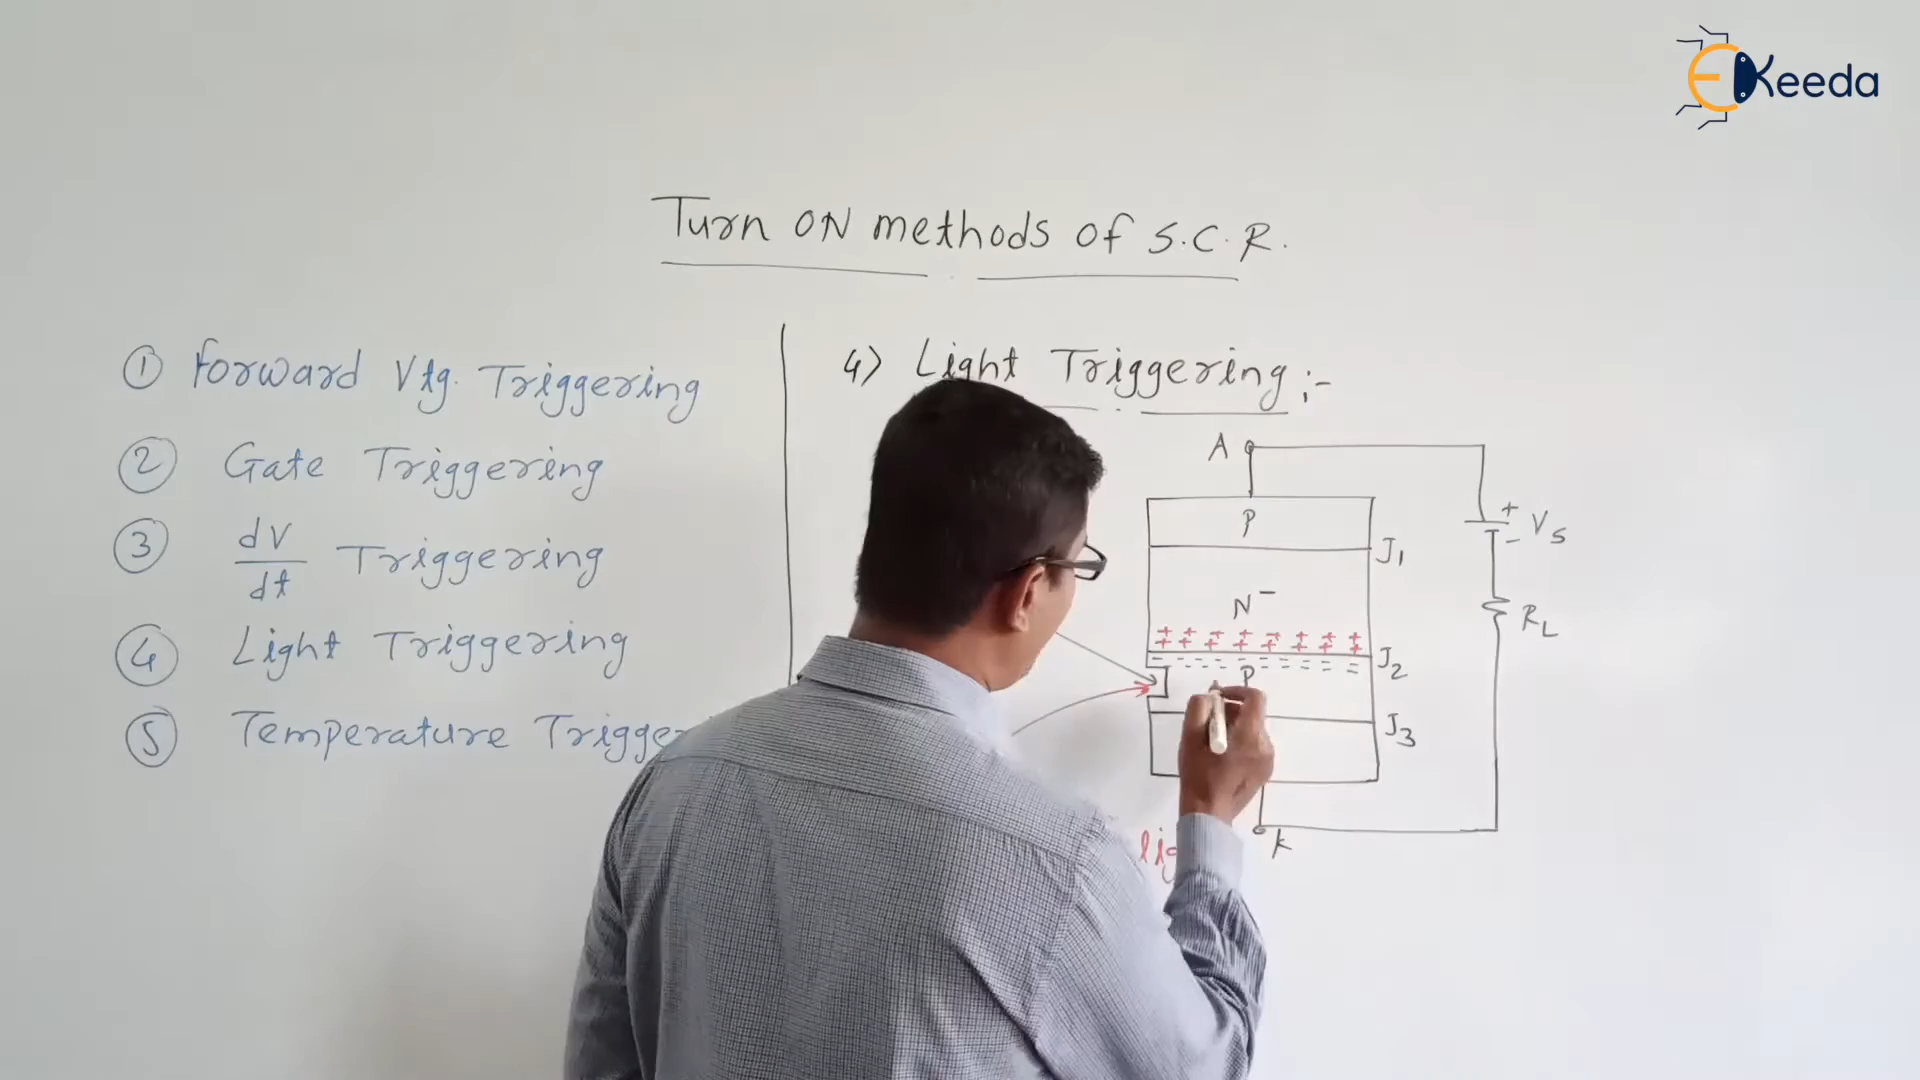 EKeeda
Turn ON methods of S.C.R.
① Forward Vtg. Triggering
② Gate Triggering
③ dV/dt Triggering
④ Light Triggering
⑤ Temperature
4) Light Triggering :-
A
P
J1
+
- Vs
N⁻
RL
+ + + + + + + +
+ + + + + + + +
J2
- - - - - - - -
P
J3
K